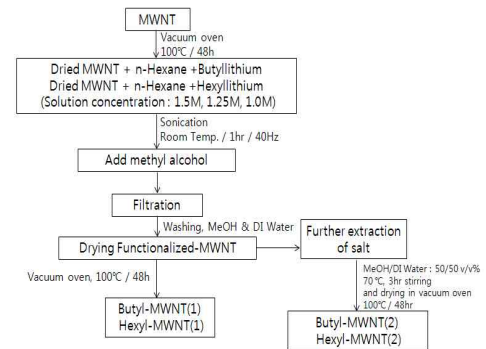 MWNT
Vacuum oven
100℃ / 48h
Dried MWNT + n-Hexane +Butyllithium
Dried MWNT + n-Hexane +Hexyllithium
(Solution concentration : 1.5M, 1.25M, 1.0M)
Sonication
Room Temp. / 1hr / 40Hz
Add methyl alcohol
Filtration
Washing, MeOH & DI Water
Drying Functionalized-MWNT
Further extraction
of salt
Vacuum oven, 100℃ / 48h
MeOH/DI Water : 50/50 v/v%
70 ℃, 3hr stirring
and drying in vacuum oven
100℃ / 48hr
Butyl-MWNT(1)
Hexyl-MWNT(1)
Butyl-MWNT(2)
Hexyl-MWNT(2)